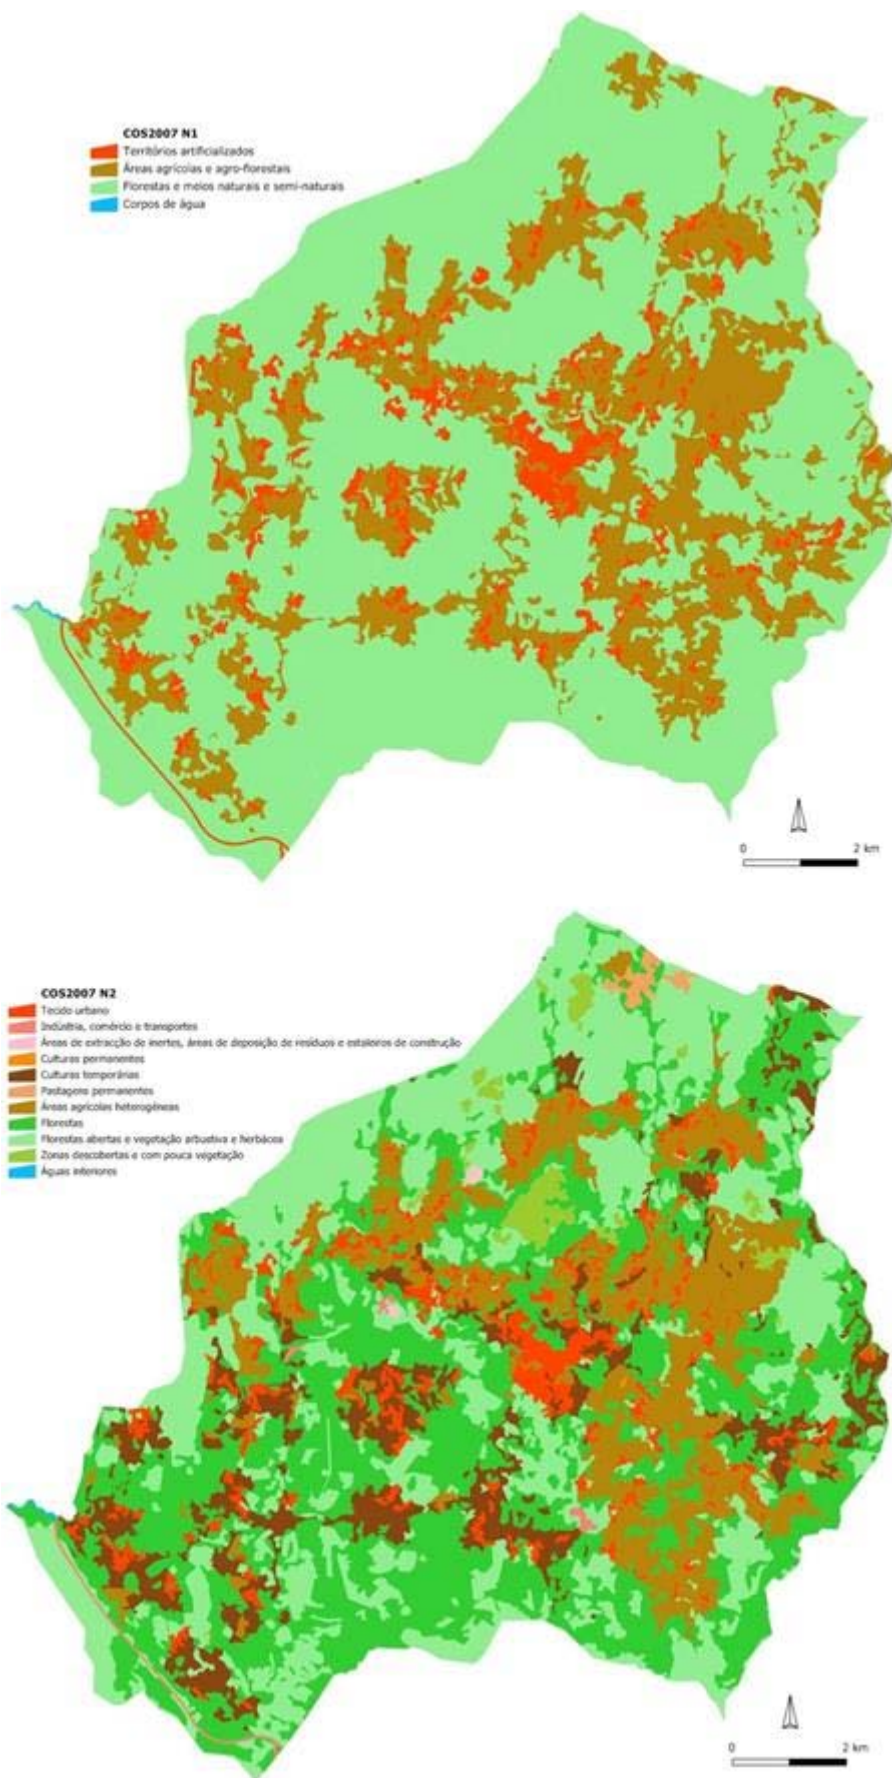 COS2007 N1
Territórios artificializados
Áreas agrícolas e agro-florestais
Florestas e meios naturais e semi-naturais
Corpos de água
0 2 km
COS2007 N2
Tecido urbano
Indústria, comércio e transportes
Áreas de extracção de inertes, áreas de deposição de resíduos e estaleiros de construção
Culturas permanentes
Culturas temporárias
Pastagens permanentes
Áreas agrícolas heterogéneas
Florestas
Florestas abertas e vegetação arbustiva e herbácea
Zonas descobertas e com pouca vegetação
Águas interiores
0 2 km